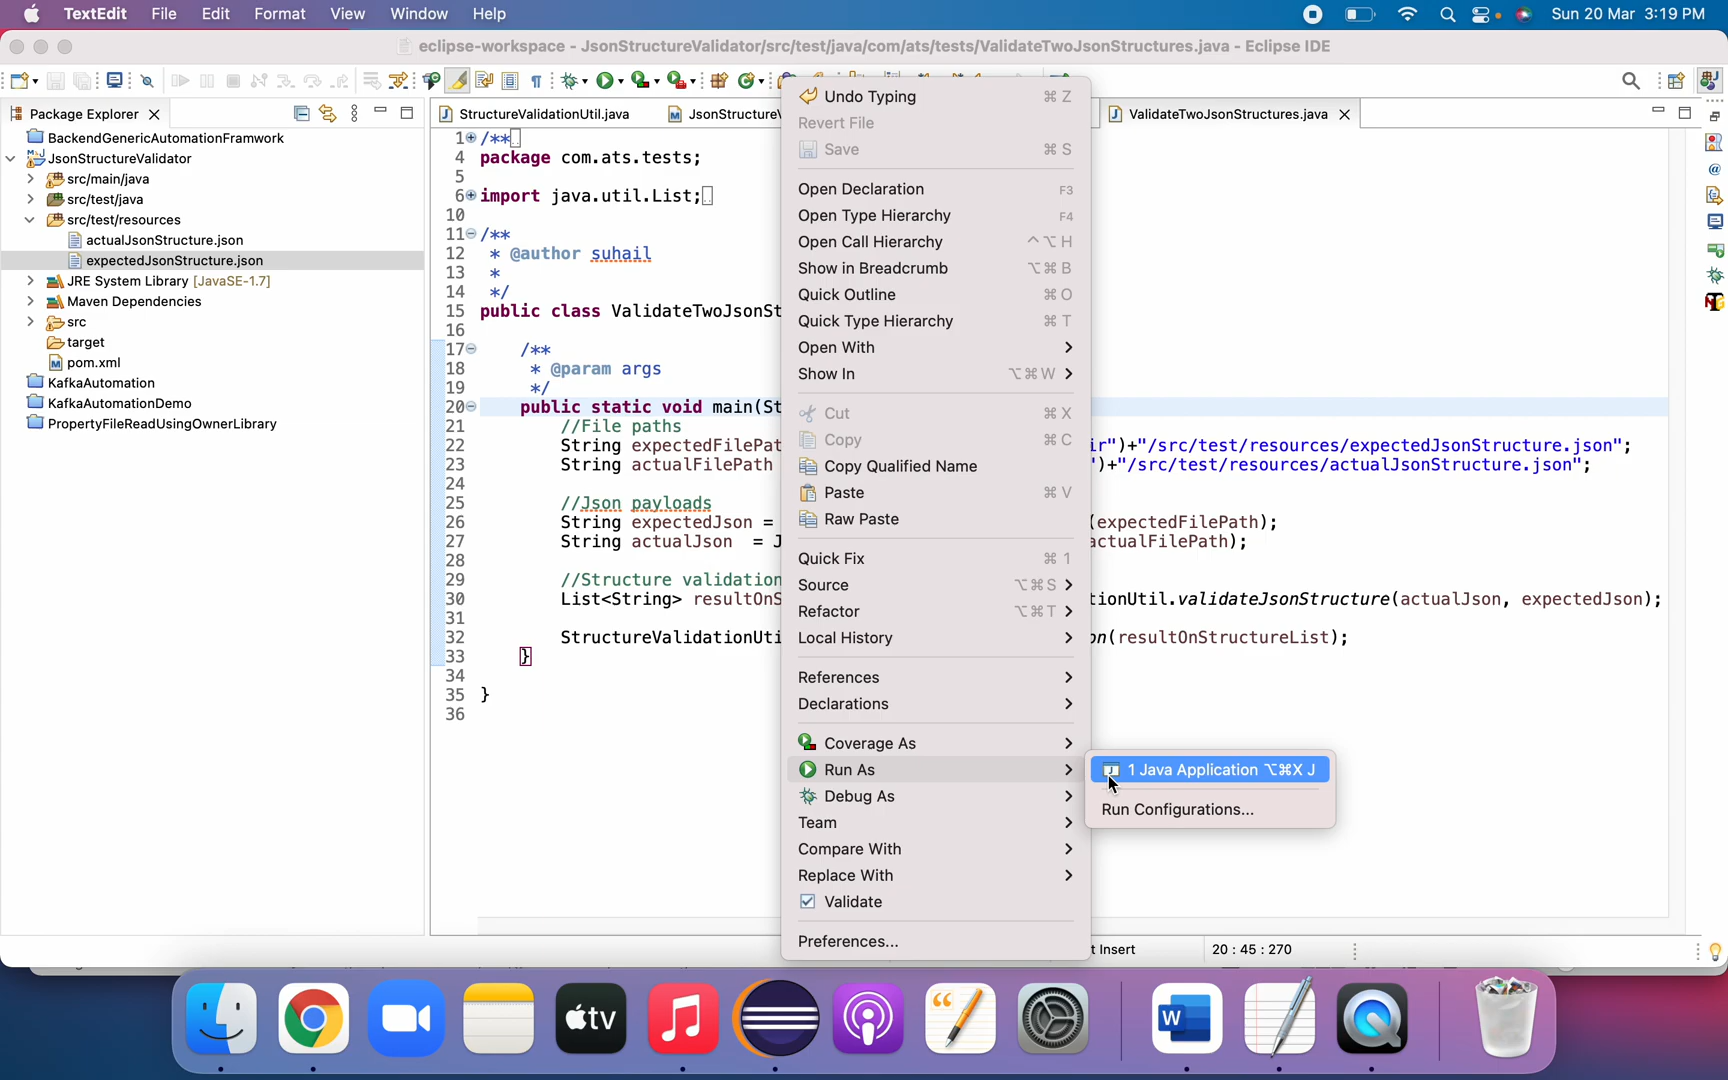 TextEdit File Edit Format View Window Help Sun 20 Mar 3:19 PM
eclipse-workspace - JsonStructureValidator/src/test/java/com/ats/tests/ValidateTwoJsonStructures.java - Eclipse IDE
Package Explorer
BackendGenericAutomationFramwork
JsonStructureValidator
src/main/java
src/test/java
src/test/resources
actualJsonStructure.json
expectedJsonStructure.json
JRE System Library [JavaSE-1.7]
Maven Dependencies
src
target
pom.xml
KafkaAutomation
KafkaAutomationDemo
PropertyFileReadUsingOwnerLibrary
StructureValidationUtil.java JsonStructureV ValidateTwoJsonStructures.java
1 /**
4 package com.ats.tests;
5
6 import java.util.List;
10
11 /**
12 * @author suhail
13 *
14 */
15 public class ValidateTwoJsonSt
16
17 /**
18 * @param args
19 */
20 public static void main(St
21 //File paths
22 String expectedFilePat ir")+"/src/test/resources/expectedJsonStructure.json";
23 String actualFilePath ")+"/src/test/resources/actualJsonStructure.json";
24
25 //Json payloads
26 String expectedJson = (expectedFilePath);
27 String actualJson = J actualFilePath);
28
29 //Structure validation
30 List<String> resultOnS tionUtil.validateJsonStructure(actualJson, expectedJson);
31
32 StructureValidationUti on(resultOnStructureList);
33 }
34
35 }
36
Undo Typing ⌘ Z
Revert File
Save ⌘ S
Open Declaration F3
Open Type Hierarchy F4
Open Call Hierarchy ^⌥ H
Show in Breadcrumb ⌥⌘ B
Quick Outline ⌘ O
Quick Type Hierarchy ⌘ T
Open With
Show In ⌥⌘ W
Cut ⌘ X
Copy ⌘ C
Copy Qualified Name
Paste ⌘ V
Raw Paste
Quick Fix ⌘ 1
Source ⌥⌘ S
Refactor ⌥⌘ T
Local History
References
Declarations
Coverage As
Run As
Debug As
Team
Compare With
Replace With
Validate
Preferences...
1 Java Application ⌥⌘X J
Run Configurations...
t Insert 20 : 45 : 270
tv
W